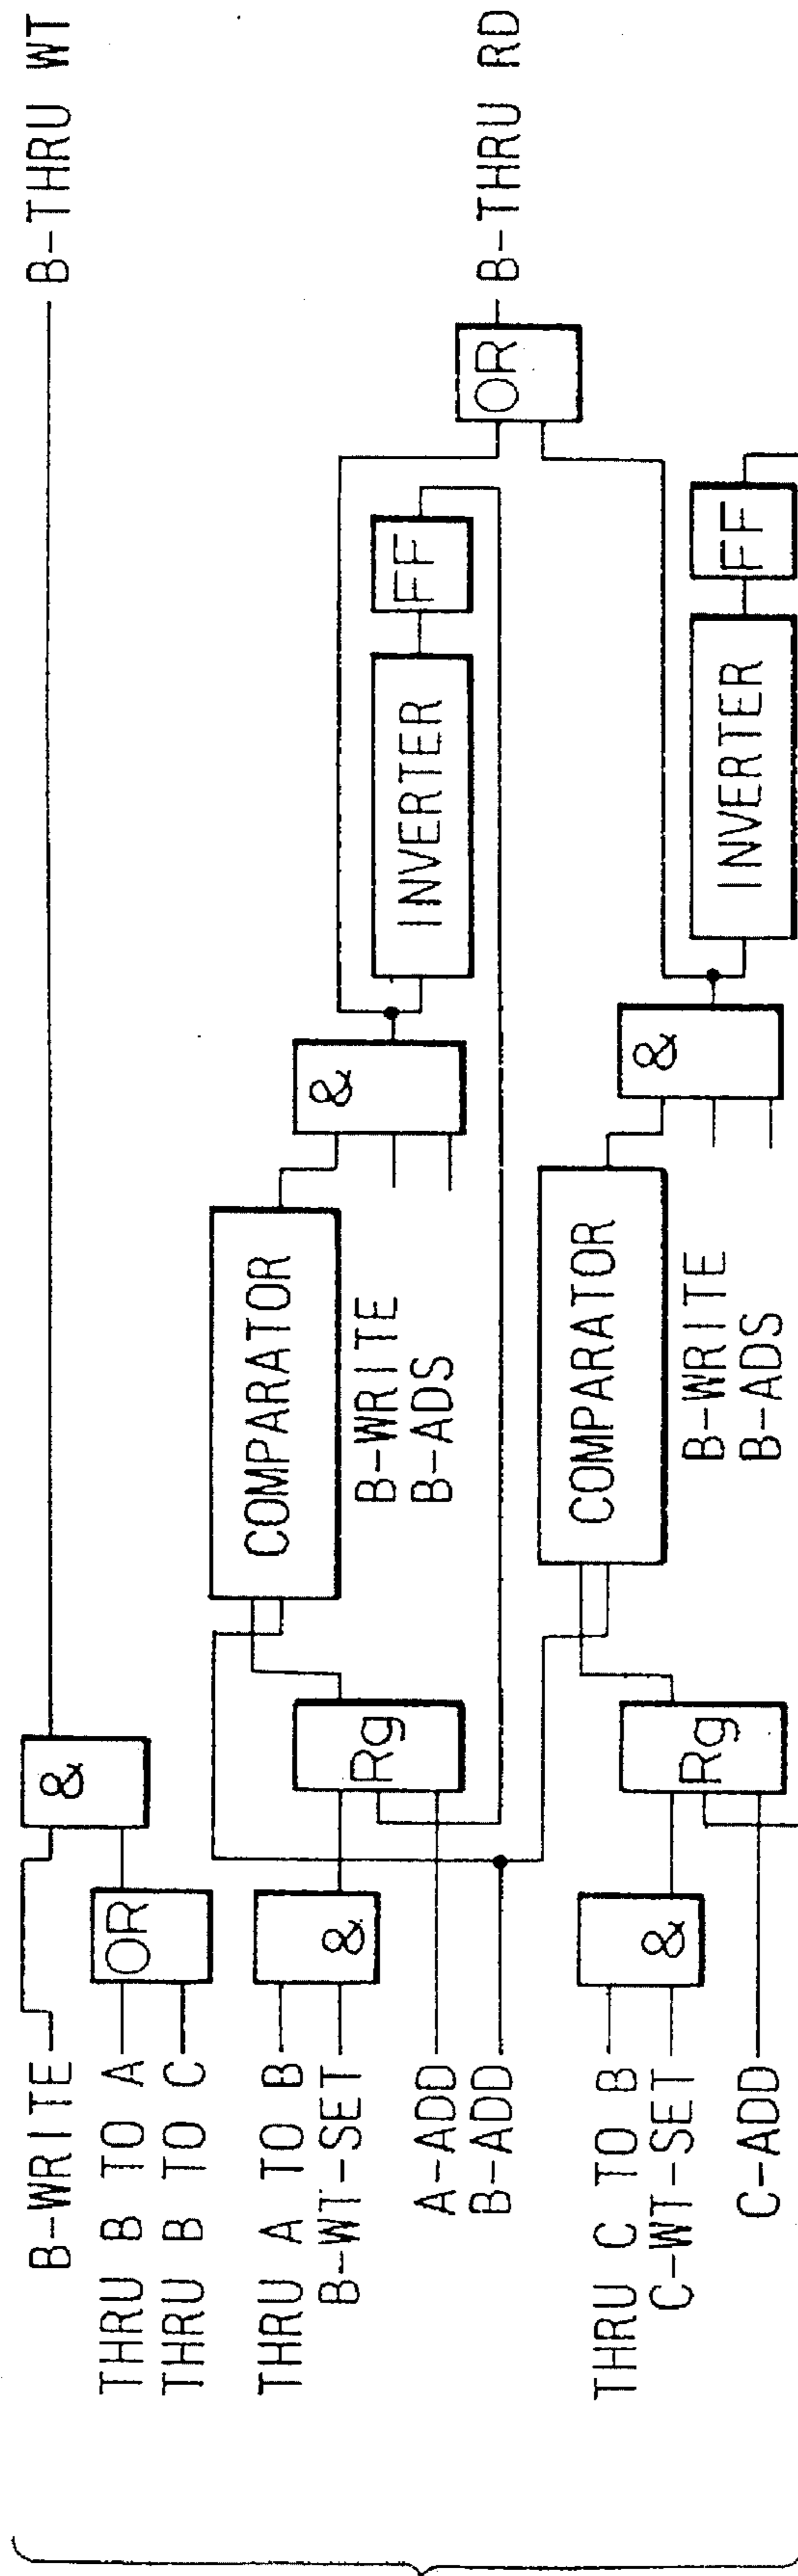 B-WRITE
THRU B TO A
THRU B TO C
OR
&
B-THRU WT
THRU A TO B
B-WT-SET
&
A-ADD
B-ADD
Rg
COMPARATOR
B-WRITE
B-ADS
&
INVERTER
FF
OR
B-THRU RD
THRU C TO B
C-WT-SET
&
C-ADD
Rg
COMPARATOR
B-WRITE
B-ADS
&
INVERTER
FF